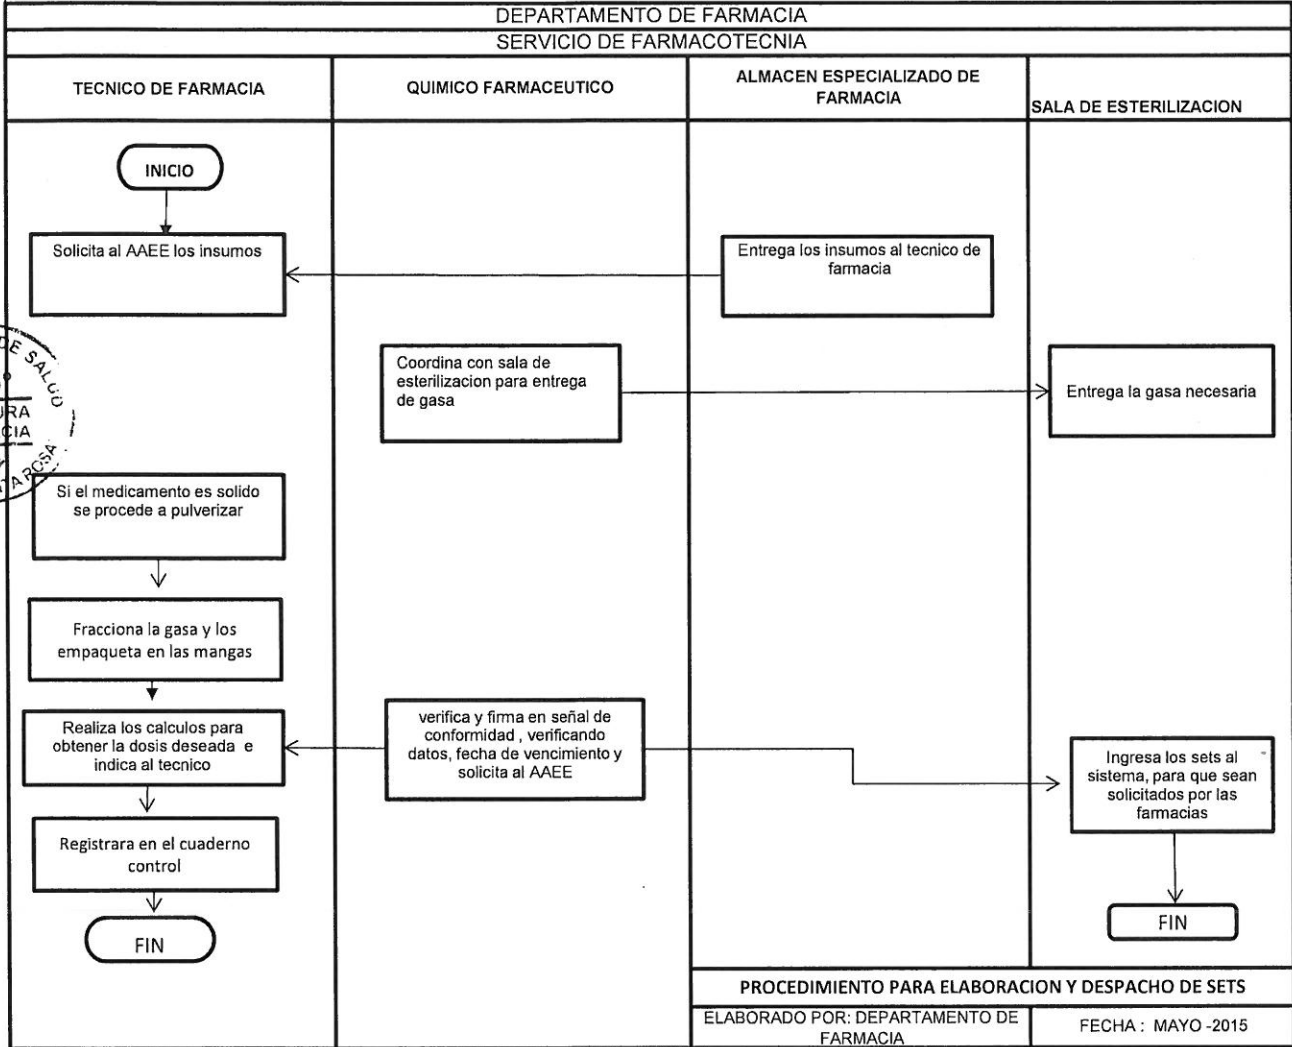 DEPARTAMENTO DE FARMACIA
SERVICIO DE FARMACOTECNIA
TECNICO DE FARMACIA
QUIMICO FARMACEUTICO
ALMACEN ESPECIALIZADO DE
FARMACIA
SALA DE ESTERILIZACION
INICIO
Solicita al AAEE los insumos
Entrega los insumos al tecnico de
farmacia
Coordina con sala de
esterilizacion para entrega
de gasa
Entrega la gasa necesaria
DE SALUD
Si el medicamento es solido
se procede a pulverizar
Fracciona la gasa y los
empaqueta en las mangas
Realiza los calculos para
obtener la dosis deseada e
indica al tecnico
verifica y firma en señal de
conformidad , verificando
datos, fecha de vencimiento y
solicita al AAEE
Ingresa los sets al
sistema, para que sean
solicitados por las
farmacias
Registrara en el cuaderno
control
FIN
FIN
PROCEDIMIENTO PARA ELABORACION Y DESPACHO DE SETS
ELABORADO POR: DEPARTAMENTO DE
FARMACIA
FECHA : MAYO -2015